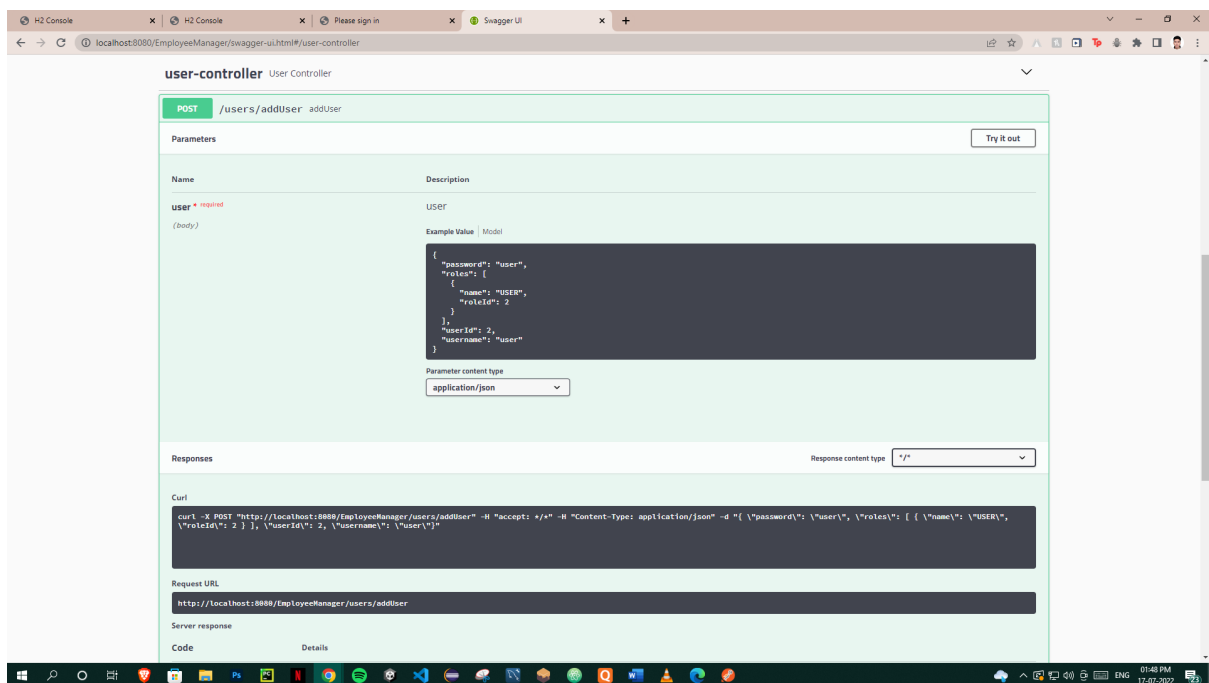 H2 Console
H2 Console
Please sign in
Swagger UI
localhost:8080/EmployeeManager/swagger-ui.html#/user-controller
user-controller User Controller
POST /users/addUser addUser
Parameters
Try it out
Name Description
user * required
user
(body)
Example Value Model
{
"password": "user",
"roles": [
{
"name": "USER",
"roleId": 2
}
],
"userId": 2,
"username": "user"
}
Parameter content type
application/json
Responses
Response content type */*
Curl
curl -X POST "http://localhost:8080/EmployeeManager/users/addUser" -H "accept: */*" -H "Content-Type: application/json" -d "{ \"password\": \"user\", \"roles\": [ { \"name\": \"USER\",
\"roleId\": 2 } ], \"userId\": 2, \"username\": \"user\"}"
Request URL
http://localhost:8080/EmployeeManager/users/addUser
Server response
Code Details
ENG
01:48 PM
17-07-2022
23